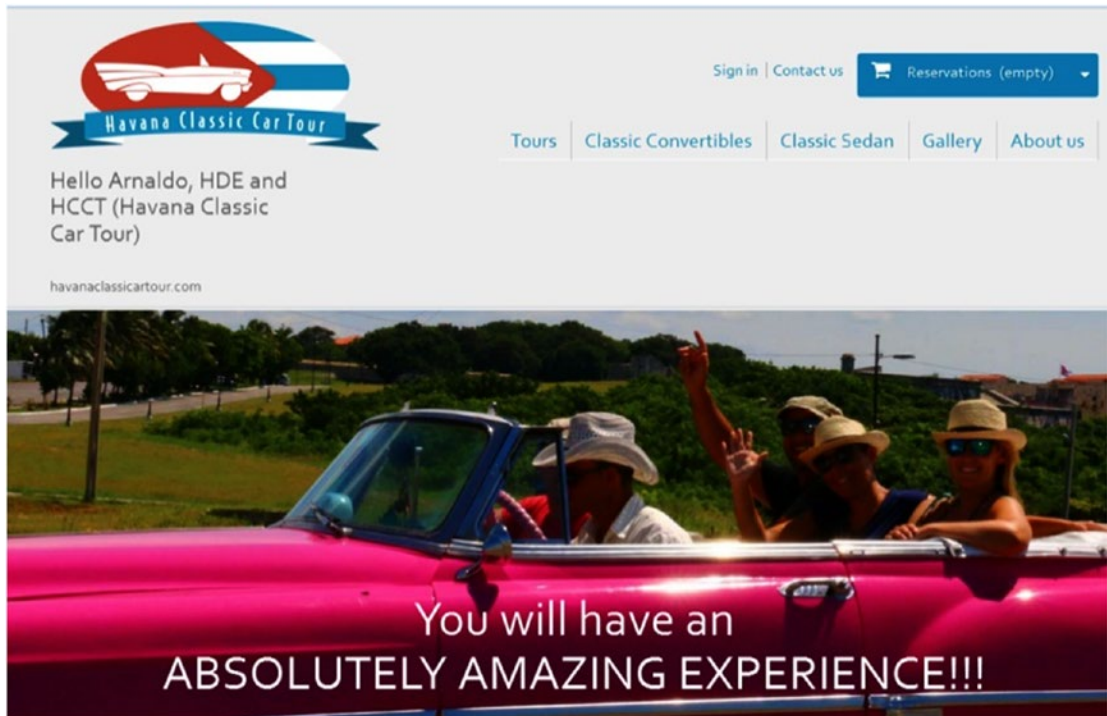 Havana Classic Car Tour
Sign in | Contact us
Reservations (empty)
Tours
Classic Convertibles
Classic Sedan
Gallery
About us
Hello Arnaldo, HDE and
HCCT (Havana Classic
Car Tour)
havanaclassicartour.com
You will have an
ABSOLUTELY AMAZING EXPERIENCE!!!